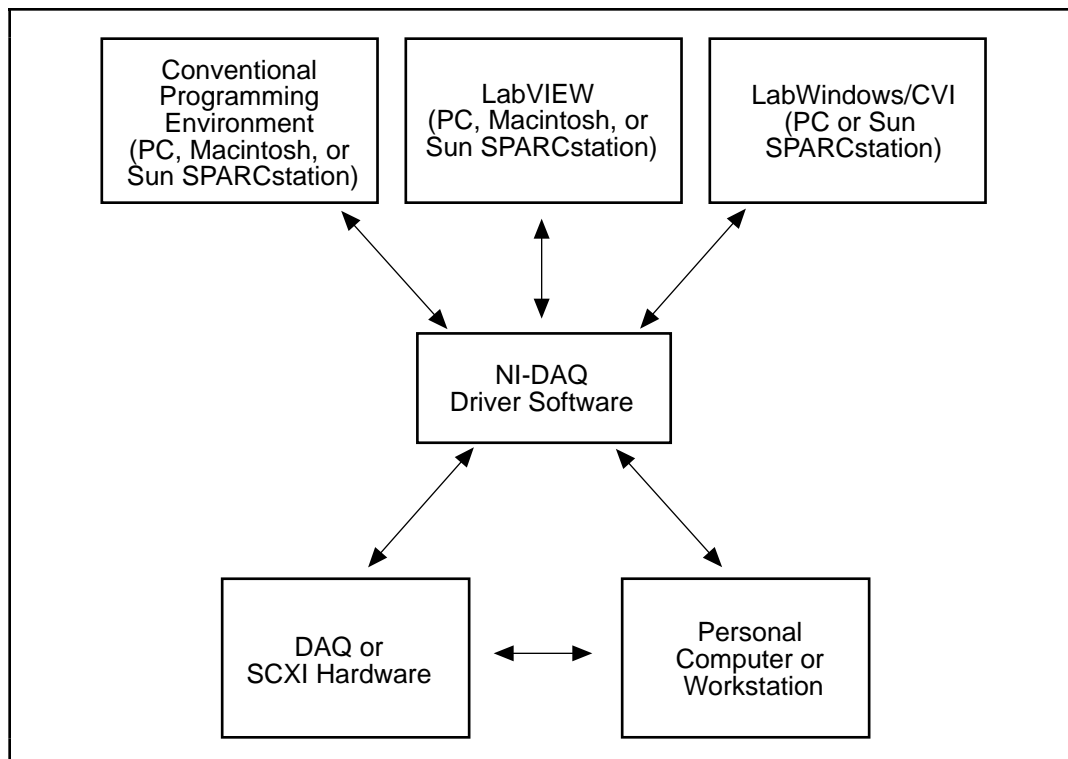 Conventional
Programming
Environment
(PC, Macintosh, or
Sun SPARCstation)
LabVIEW
(PC, Macintosh, or
Sun SPARCstation)
LabWindows/CVI
(PC or Sun
SPARCstation)
NI-DAQ
Driver Software
DAQ or
SCXI Hardware
Personal
Computer or
Workstation